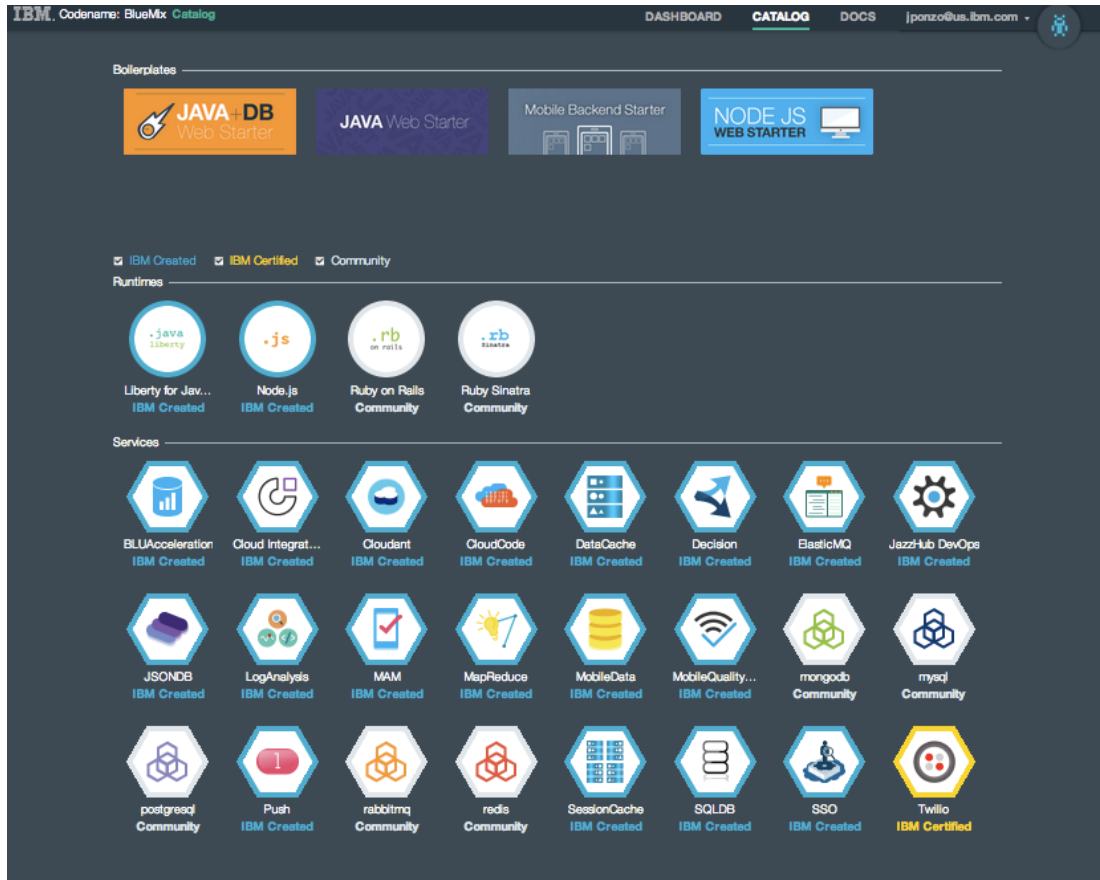 IBM. Codename: BlueMix Catalog
DASHBOARD CATALOG DOCS jponzo@us.ibm.com
Boilerplates
JAVA+DB
Web Starter
JAVA Web Starter
Mobile Backend Starter
NODE JS
WEB STARTER
IBM Created IBM Certified Community
Runtimes
.java
liberty
.js
.rb
on rails
.rb
Sinatra
Liberty for Jav... Node.js Ruby on Rails Ruby Sinatra
IBM Created IBM Created Community Community
Services
BLUAcceleration Cloud Integrat... Cloudant CloudCode DataCache Decision ElasticMQ JazzHub DevOps
IBM Created IBM Created IBM Created IBM Created IBM Created IBM Created IBM Created IBM Created
JSONDB LogAnalysis MAM MapReduce MobileData MobileQuality... mongodb mysql
IBM Created IBM Created IBM Created IBM Created IBM Created IBM Created Community Community
1
postgresql Push rabbitmq redis SessionCache SQLDB SSO Twilio
Community IBM Created Community Community IBM Created IBM Created IBM Created IBM Certified